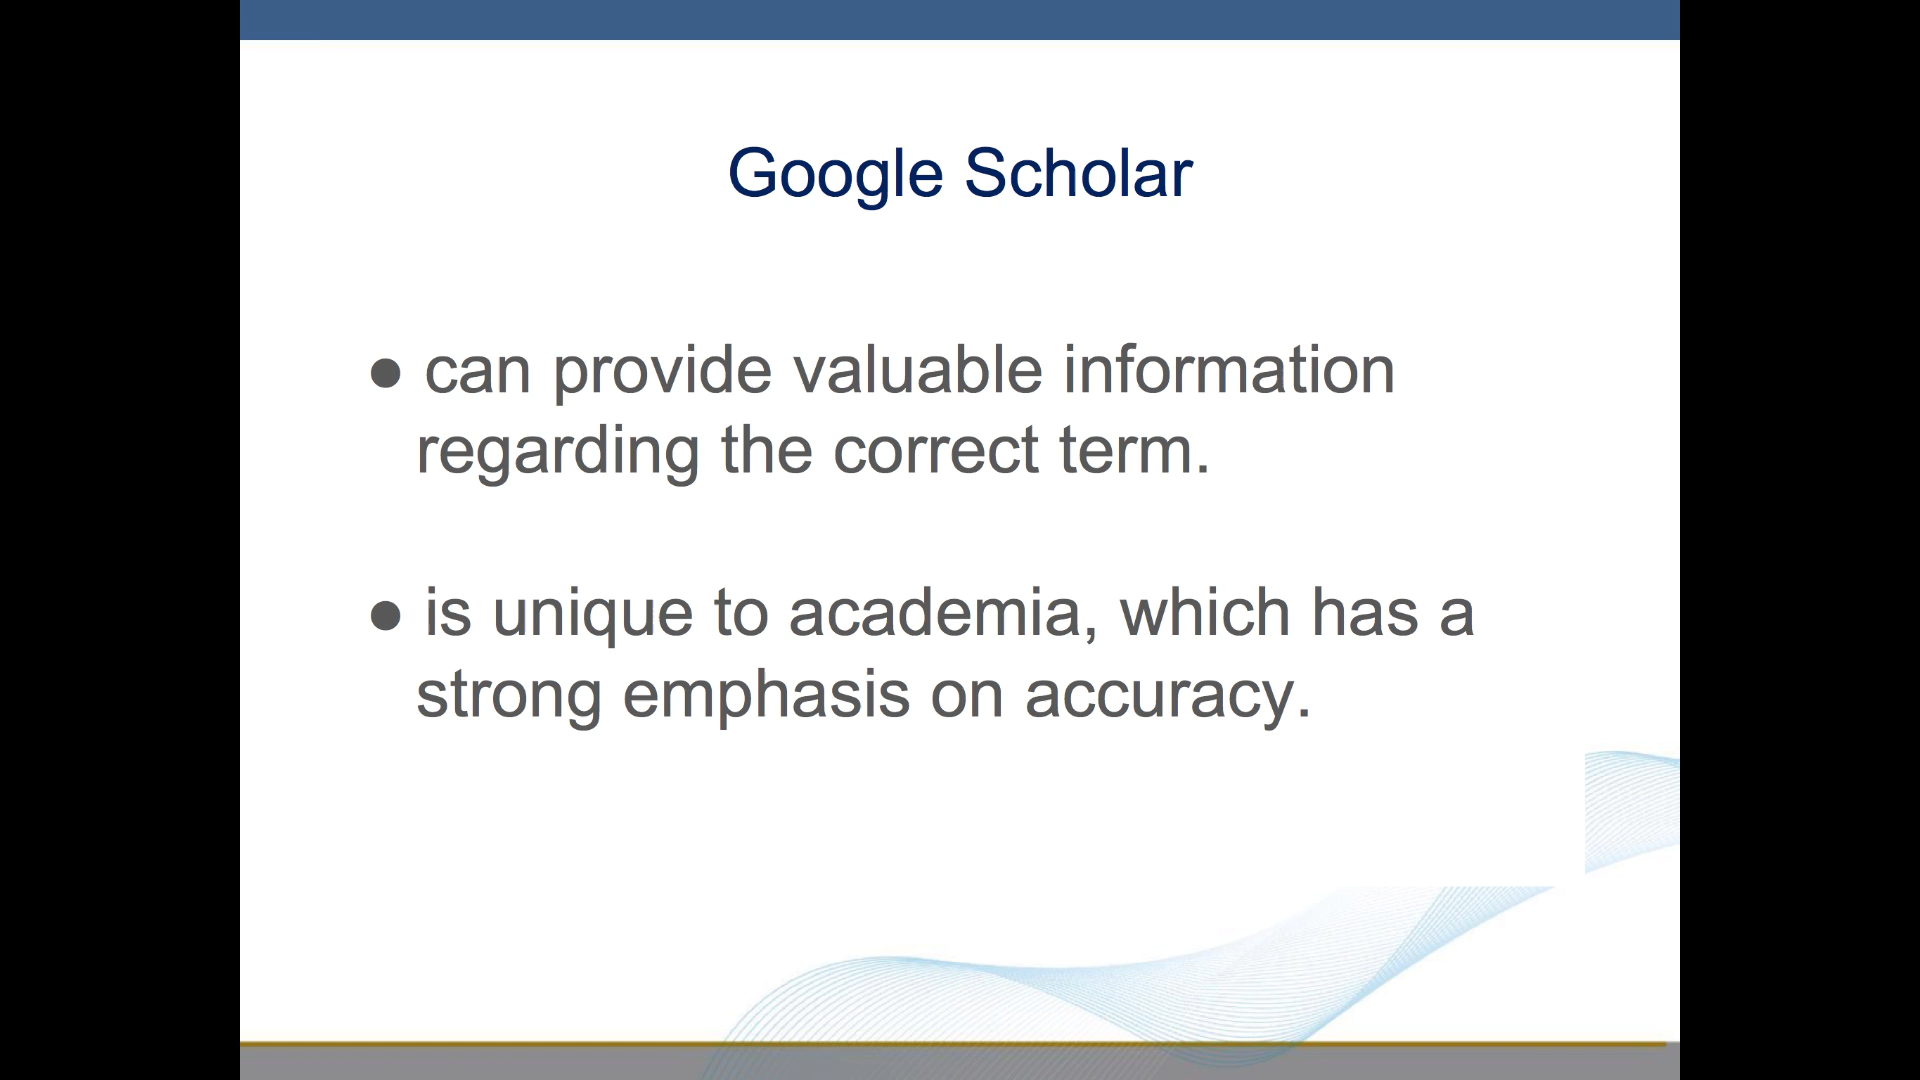 Google Scholar
● can provide valuable information
regarding the correct term.
● is unique to academia, which has a
strong emphasis on accuracy.